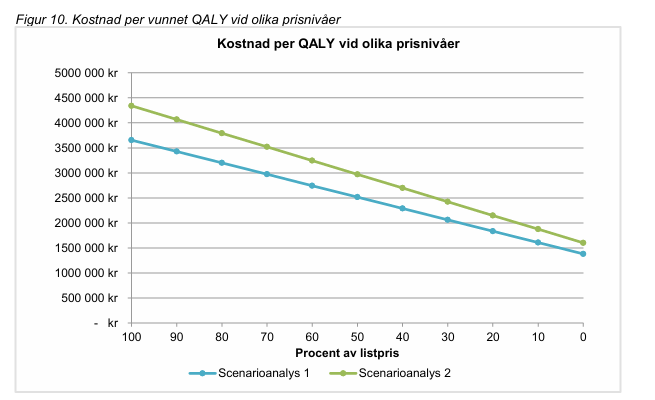 Figur 10. Kostnad per vunnet QALY vid olika prisnivåer
Kostnad per QALY vid olika prisnivåer
5000 000 kr
4500 000 kr
4000 000 kr
3500 000 kr
3000 000 kr
2500 000 kr
2000 000 kr
1500 000 kr
1000 000 kr
500 000 kr
- kr
100 90 80 70 60 50 40 30 20 10 0
Procent av listpris
Scenarioanalys 1 Scenarioanalys 2